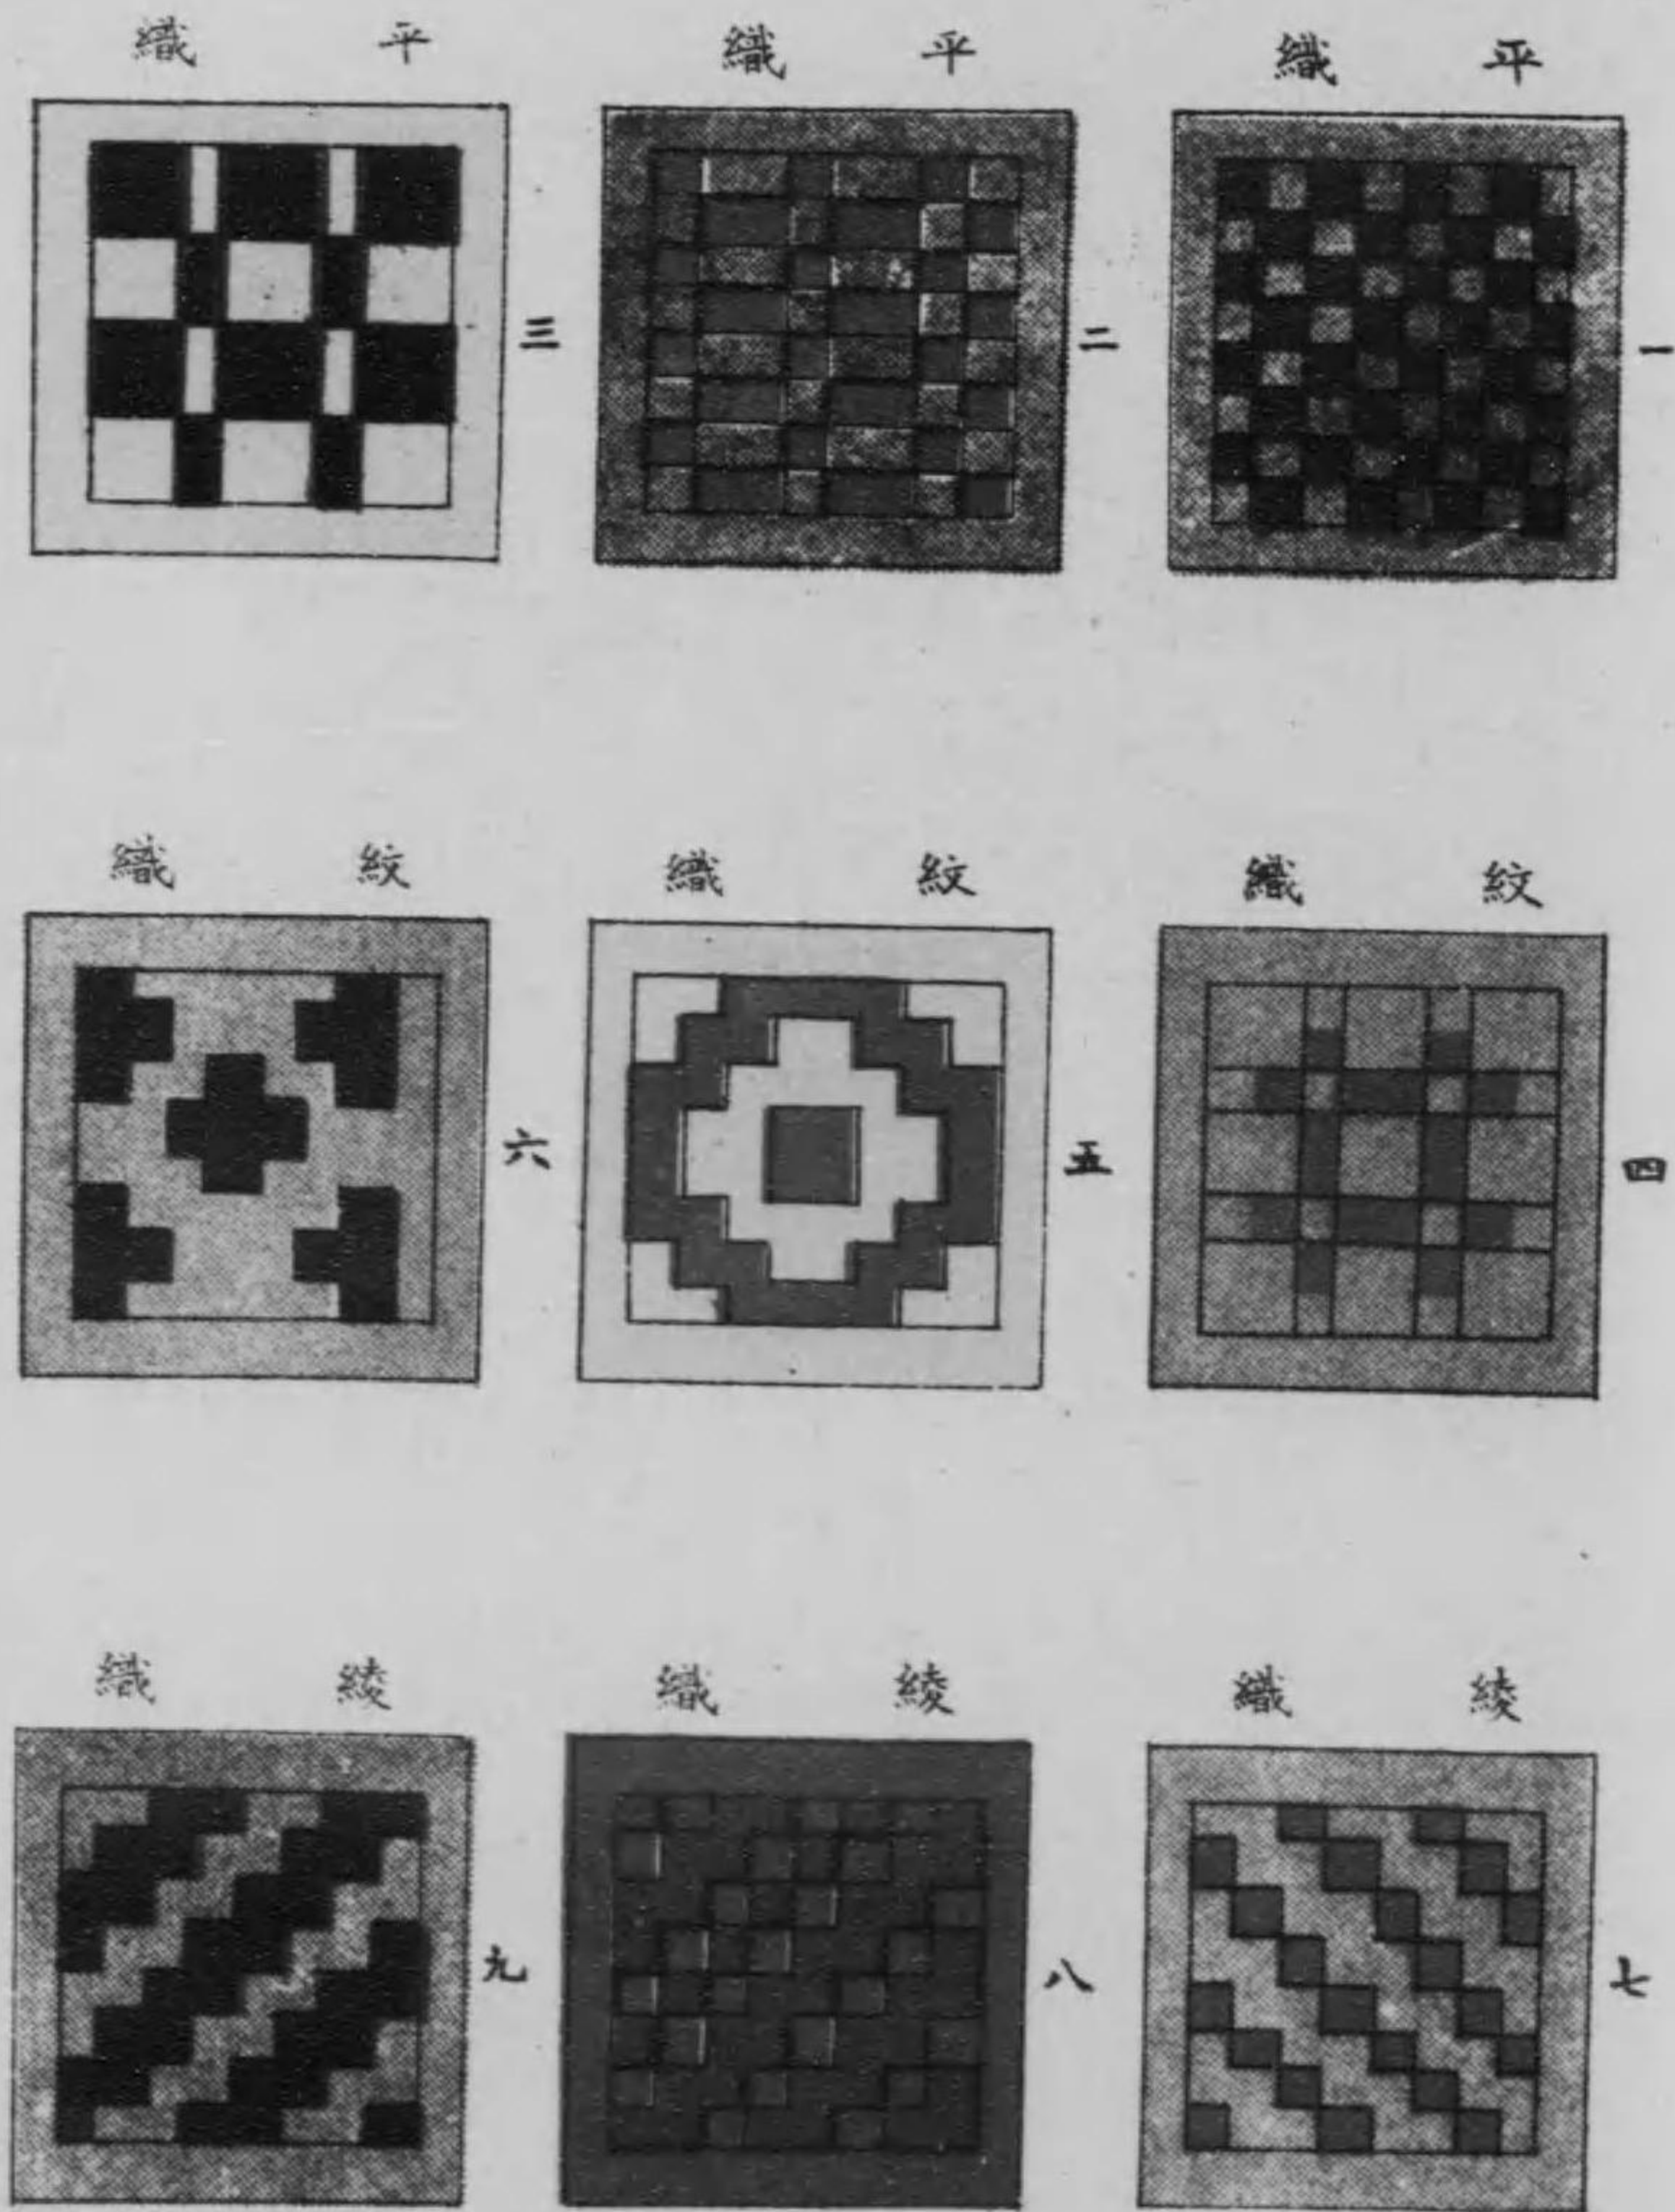 平織
一
平織
二
平織
三
紋織
四
紋織
五
紋織
六
綾織
七
綾織
八
綾織
九